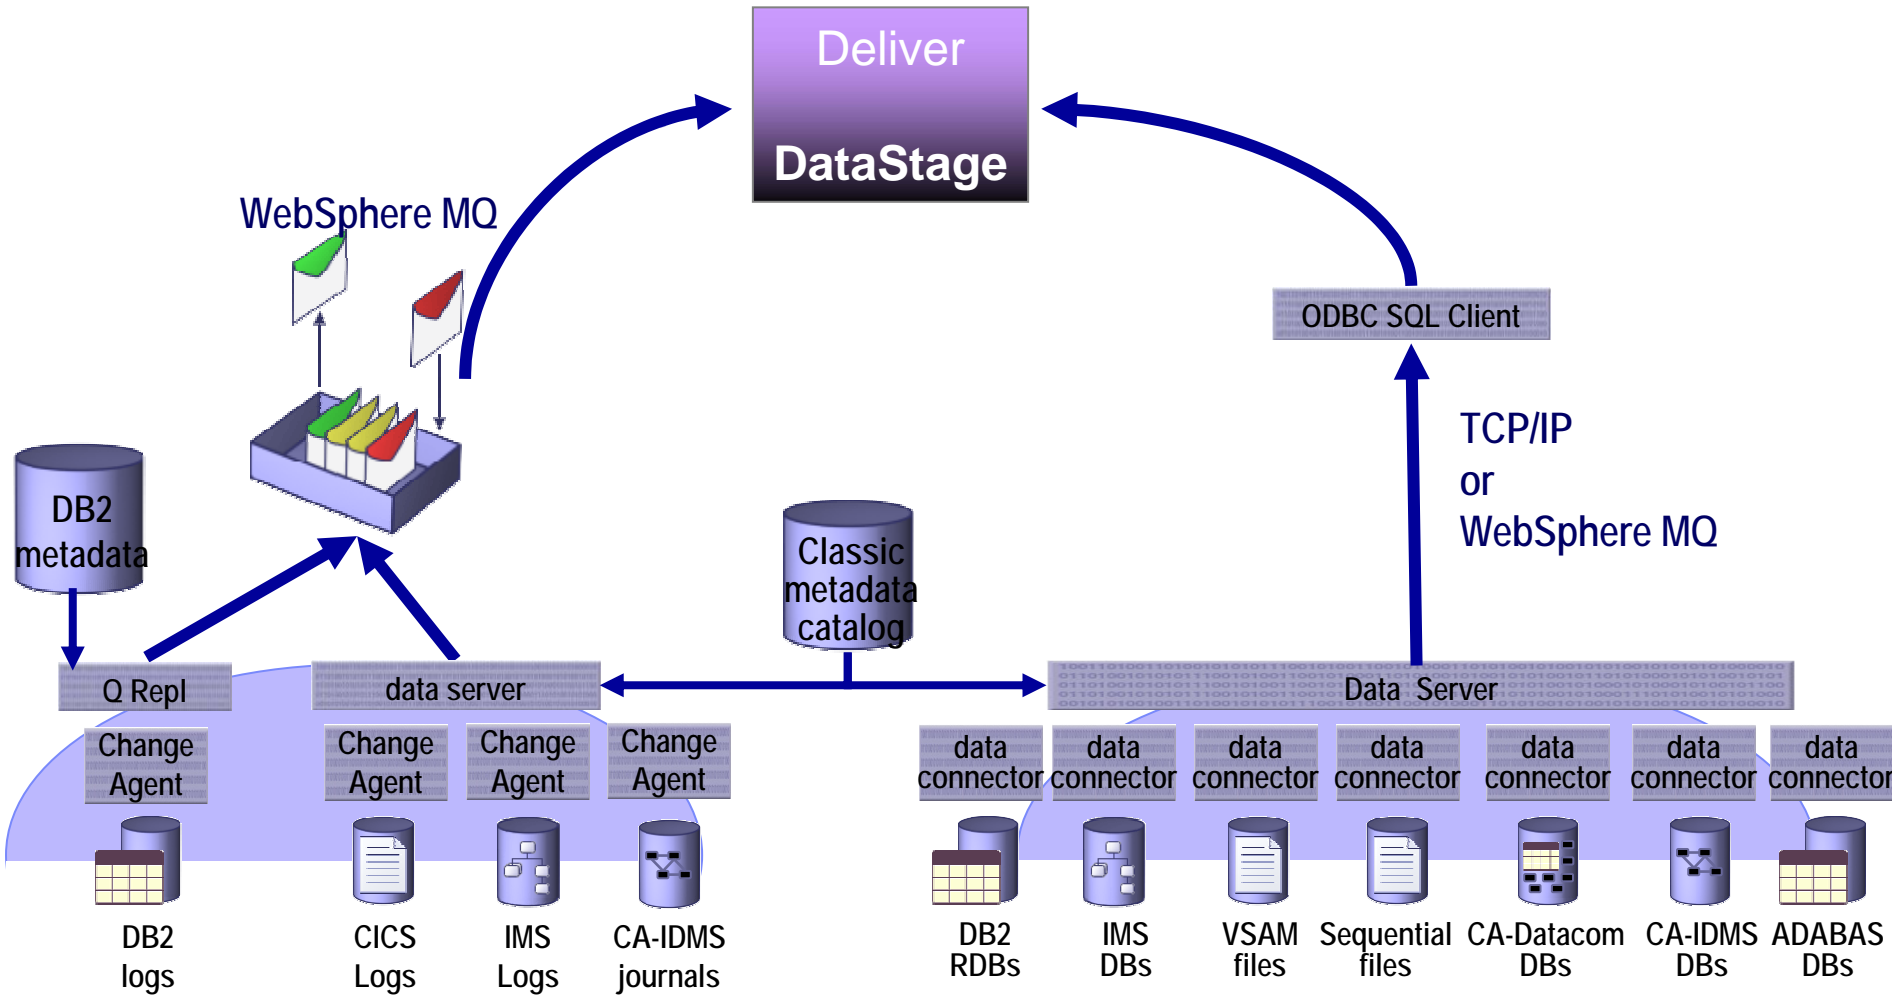 Deliver
DataStage
WebSphere MQ
ODBC SQL Client
TCP/IP
or
WebSphere MQ
DB2
metadata
Classic
metadata
catalog
Q Repl
data server
Data Server
Change
Agent
Change
Agent
Change
Agent
Change
Agent
data
connector
data
connector
data
connector
data
connector
data
connector
data
connector
data
connector
DB2
logs
CICS
Logs
IMS
Logs
CA-IDMS
journals
DB2
RDBs
IMS
DBs
VSAM
files
Sequential
files
CA-Datacom
DBs
CA-IDMS
DBs
ADABAS
DBs